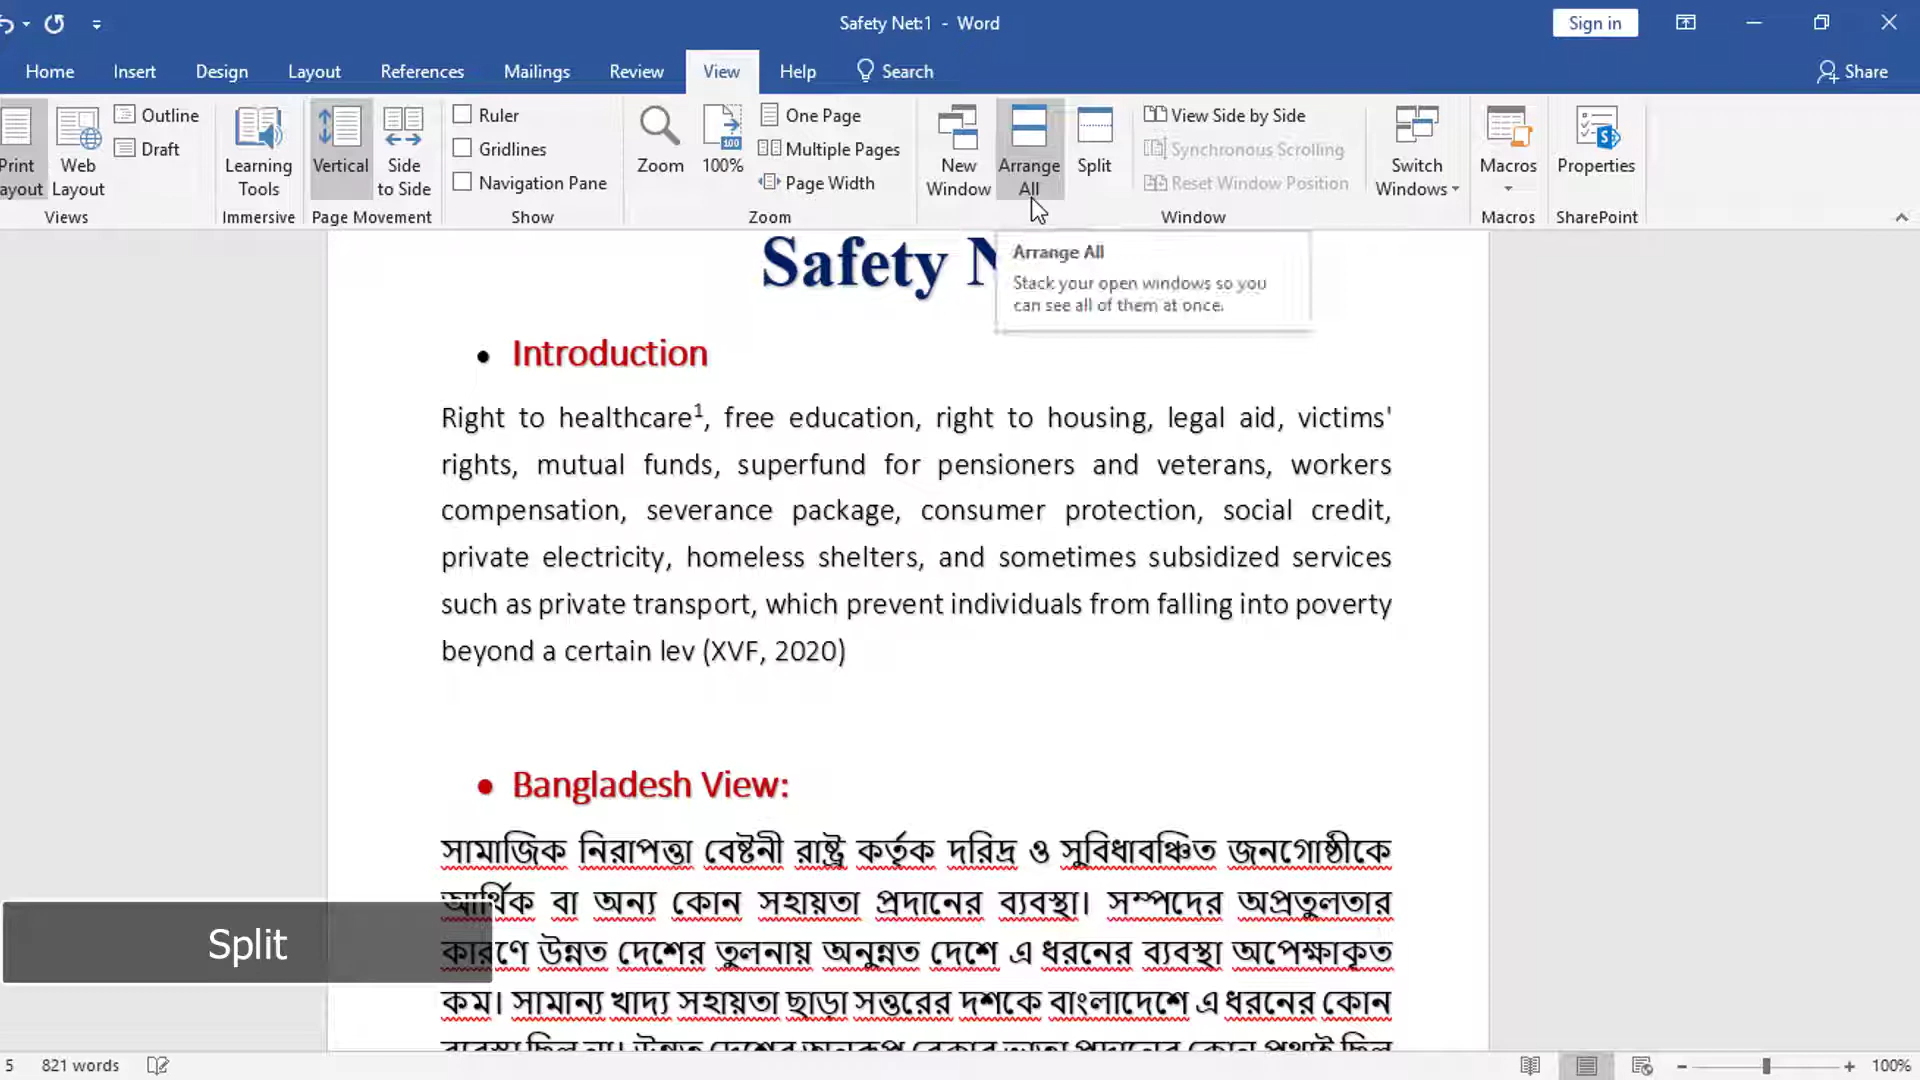 Safety Net:1 - Word
Sign in
Home Insert Design Layout References Mailings Review View Help Search
Share
Print Layout
Web Layout
Outline
Draft
Views
Learning Tools
Immersive
Vertical
Side to Side
Page Movement
Ruler
Gridlines
Navigation Pane
Show
Zoom
100
100%
One Page
Multiple Pages
Page Width
Zoom
New Window
Arrange All
Split
View Side by Side
Synchronous Scrolling
Reset Window Position
Window
Switch Windows
Macros
Macros
Properties
SharePoint
Arrange All
Stack your open windows so you
can see all of them at once.
Safety N
• Introduction
Right to healthcare1, free education, right to housing, legal aid, victims'
rights, mutual funds, superfund for pensioners and veterans, workers
compensation, severance package, consumer protection, social credit,
private electricity, homeless shelters, and sometimes subsidized services
such as private transport, which prevent individuals from falling into poverty
beyond a certain lev (XVF, 2020)
• Bangladesh View:
সামাজিক নিরাপত্তা বেষ্টনী রাষ্ট্র কর্তৃক দরিদ্র ও সুবিধাবঞ্চিত জনগোষ্ঠীকে
আর্থিক বা অন্য কোন সহায়তা প্রদানের ব্যবস্থা। সম্পদের অপ্রতুলতার
কারণে উন্নত দেশের তুলনায় অনুন্নত দেশে এ ধরনের ব্যবস্থা অপেক্ষাকৃত
কম। সামান্য খাদ্য সহায়তা ছাড়া সত্তরের দশকে বাংলাদেশে এ ধরনের কোন
Split
5 821 words
100%